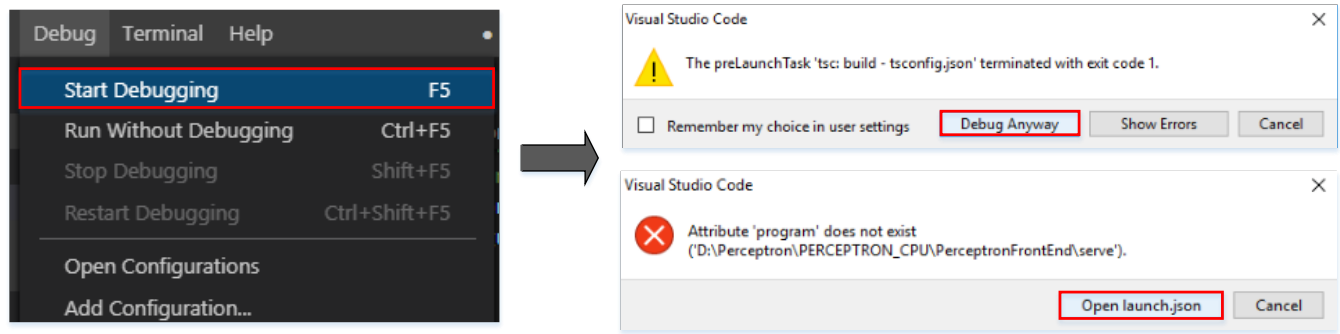 Debug Terminal Help
Start Debugging F5
Run Without Debugging Ctrl+F5
Stop Debugging Shift+F5
Restart Debugging Ctrl+Shift+F5
Open Configurations
Add Configuration...
Visual Studio Code
The preLaunchTask 'tsc: build - tsconfig.json' terminated with exit code 1.
Remember my choice in user settings Debug Anyway Show Errors Cancel
Visual Studio Code
Attribute 'program' does not exist
('D:\Perceptron\PERCEPTRON_CPU\PerceptronFrontEnd\serve').
Open launch.json Cancel